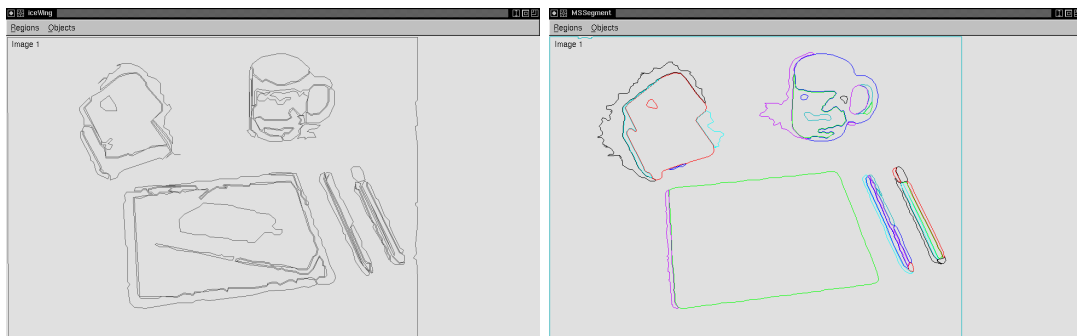 iceWing
Regions Objects
Image 1
MSSegment
Regions Objects
Image 1